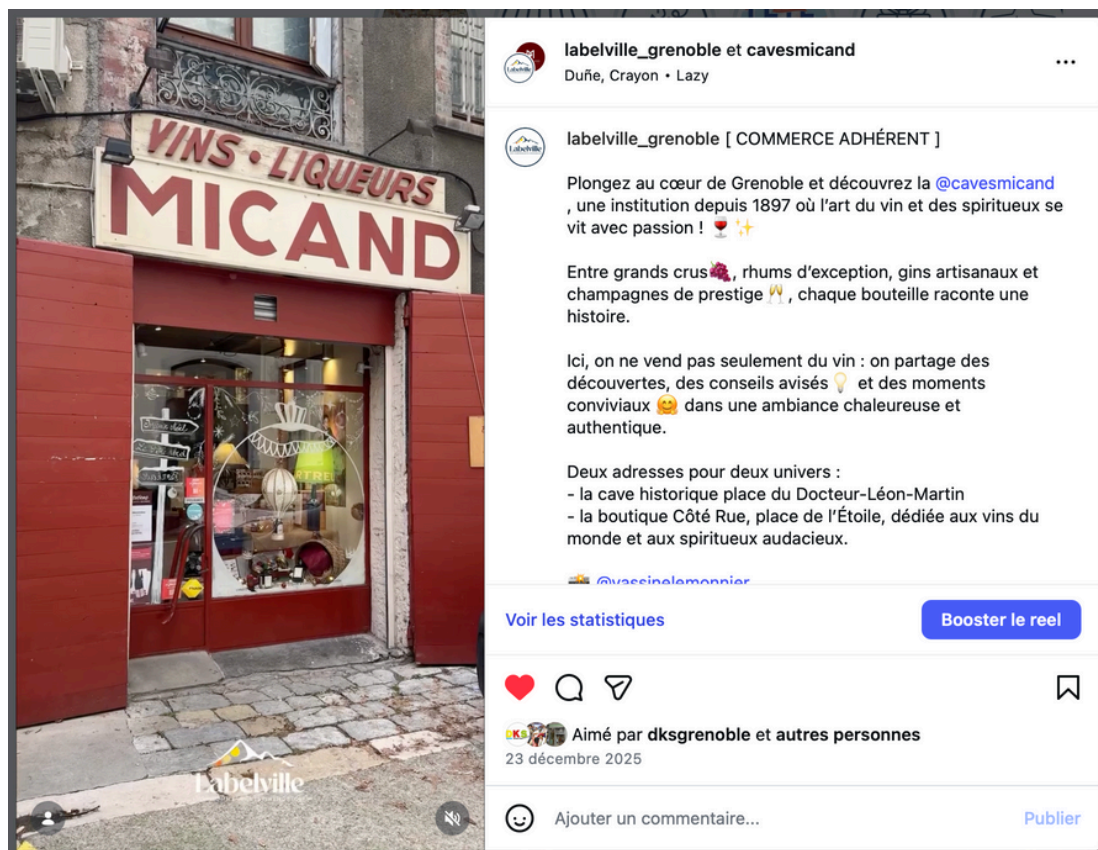 VINS • LIQUEURS
MICAND
Labelville
labelville_grenoble et cavesmicand
Duñe, Crayon • Lazy
labelville_grenoble [ COMMERCE ADHÉRENT ]
Plongez au cœur de Grenoble et découvrez la @cavesmicand
, une institution depuis 1897 où l'art du vin et des spiritueux se
vit avec passion ! 🍷✨
Entre grands crus🍇, rhums d'exception, gins artisanaux et
champagnes de prestige🥂, chaque bouteille raconte une
histoire.
Ici, on ne vend pas seulement du vin : on partage des
découvertes, des conseils avisés💡 et des moments
conviviaux 🤗 dans une ambiance chaleureuse et
authentique.
Deux adresses pour deux univers :
- la cave historique place du Docteur-Léon-Martin
- la boutique Côté Rue, place de l'Étoile, dédiée aux vins du
monde et aux spiritueux audacieux.
📸 @yassinelemonnier
Voir les statistiques
Booster le reel
Aimé par dksgrenoble et autres personnes
23 décembre 2025
Ajouter un commentaire...
Publier